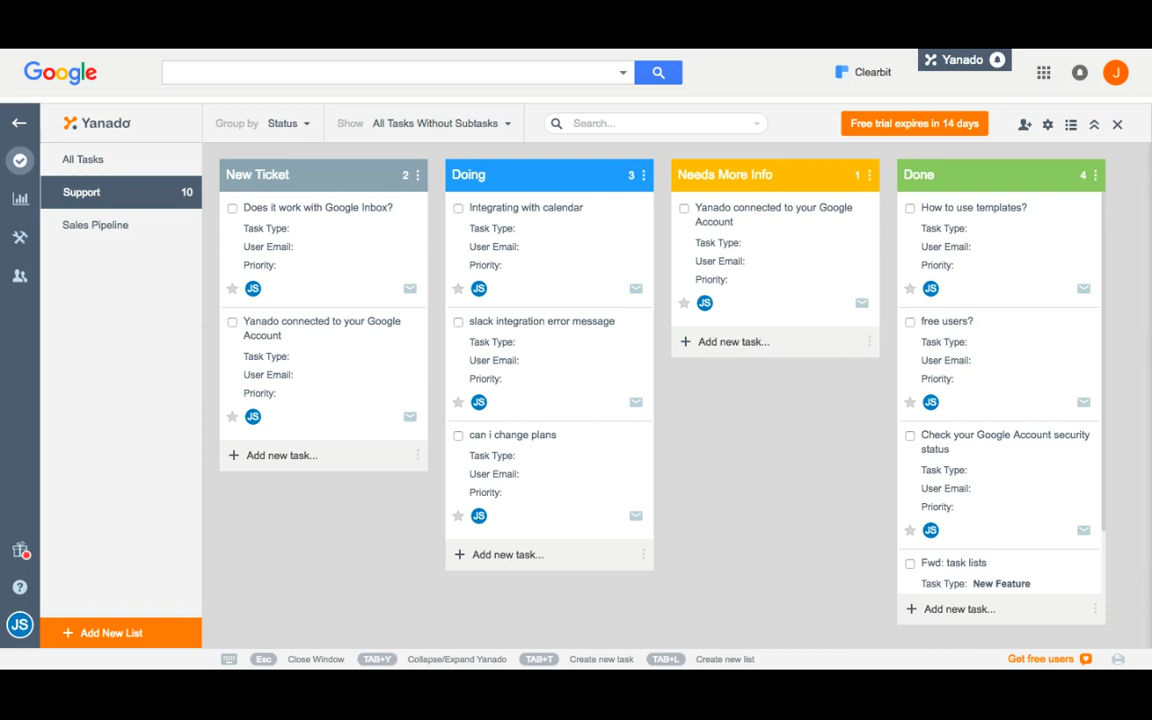 Google
Clearbit
Yanado
J
Yanado
Group by Status
Show All Tasks Without Subtasks
Search...
Free trial expires in 14 days
All Tasks
Support 10
Sales Pipeline
New Ticket 2
Does it work with Google Inbox?
Task Type:
User Email:
Priority:
JS
Yanado connected to your Google
Account
Task Type:
User Email:
Priority:
JS
+ Add new task...
Doing 3
Integrating with calendar
Task Type:
User Email:
Priority:
JS
slack integration error message
Task Type:
User Email:
Priority:
JS
can i change plans
Task Type:
User Email:
Priority:
JS
+ Add new task...
Needs More Info 1
Yanado connected to your Google
Account
Task Type:
User Email:
Priority:
JS
+ Add new task...
Done 4
How to use templates?
Task Type:
User Email:
Priority:
JS
free users?
Task Type:
User Email:
Priority:
JS
Check your Google Account security
status
Task Type:
User Email:
Priority:
JS
Fwd: task lists
Task Type: New Feature
+ Add new task...
?
JS
+ Add New List
Esc Close Window TAB+Y Collapse/Expand Yanado TAB+T Create new task TAB+L Create new list
Get free users